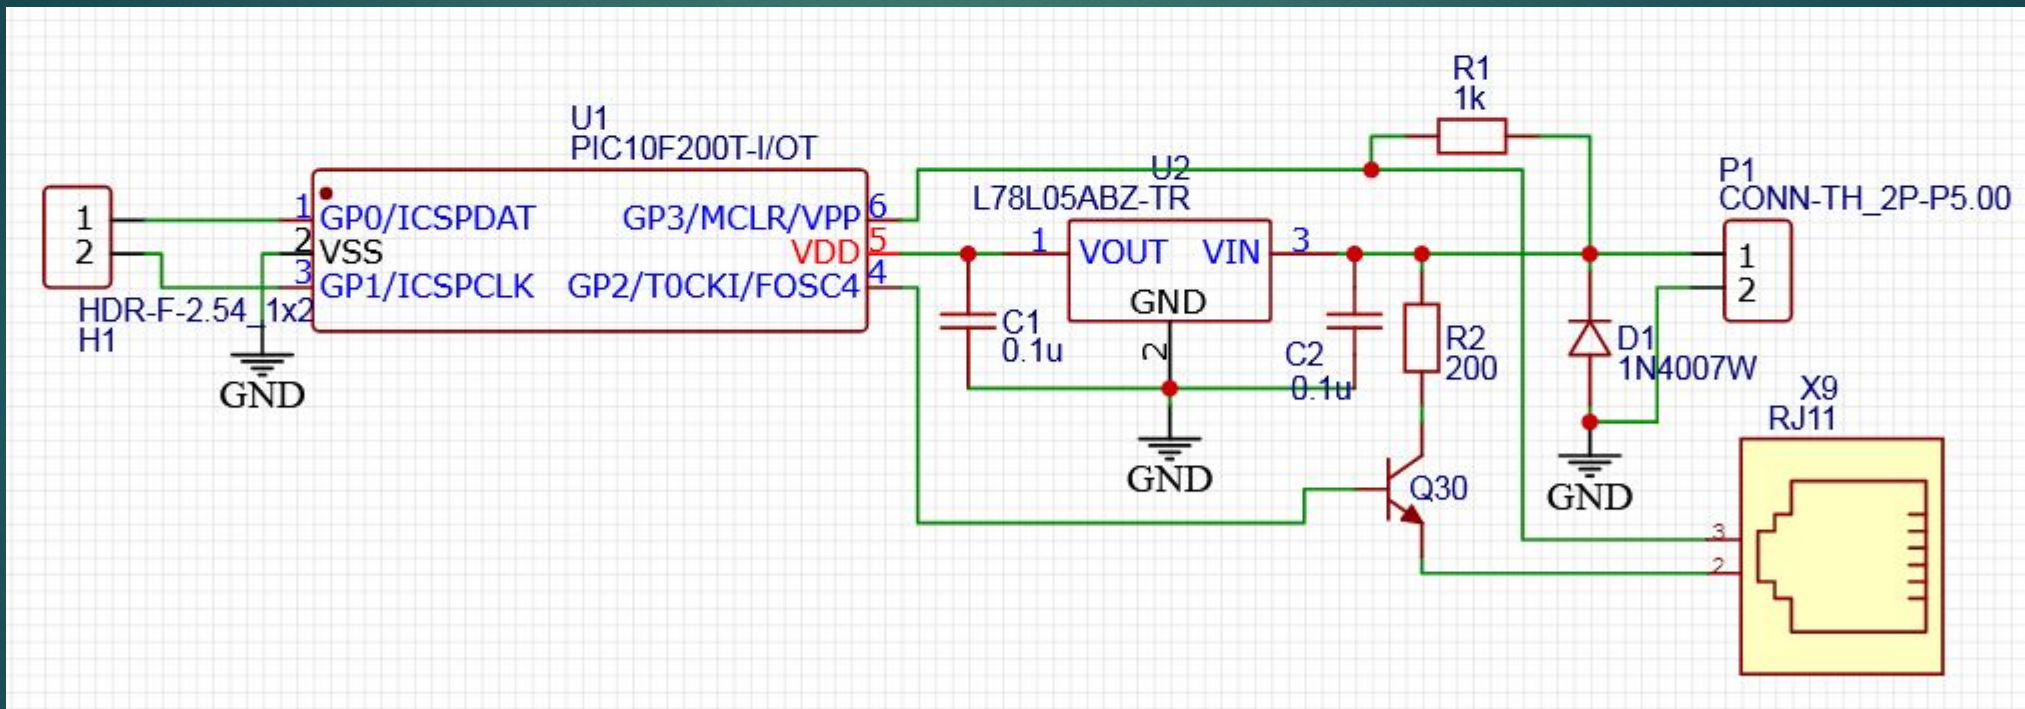 R1
1k
U1
PIC10F200T-I/OT
U2
L78L05ABZ-TR
P1
CONN-TH_2P-P5.00
1
2
1
2
3
GP0/ICSPDAT
VSS
GP1/ICSPCLK
GP3/MCLR/VPP
VDD
GP2/T0CKI/FOSC4
6
5
4
1
VOUT
VIN
3
GND
2
1
2
HDR-F-2.54_1x2
H1
GND
C1
0.1u
C2
0.1u
R2
200
D1
1N4007W
X9
RJ11
GND
Q30
GND
3
2